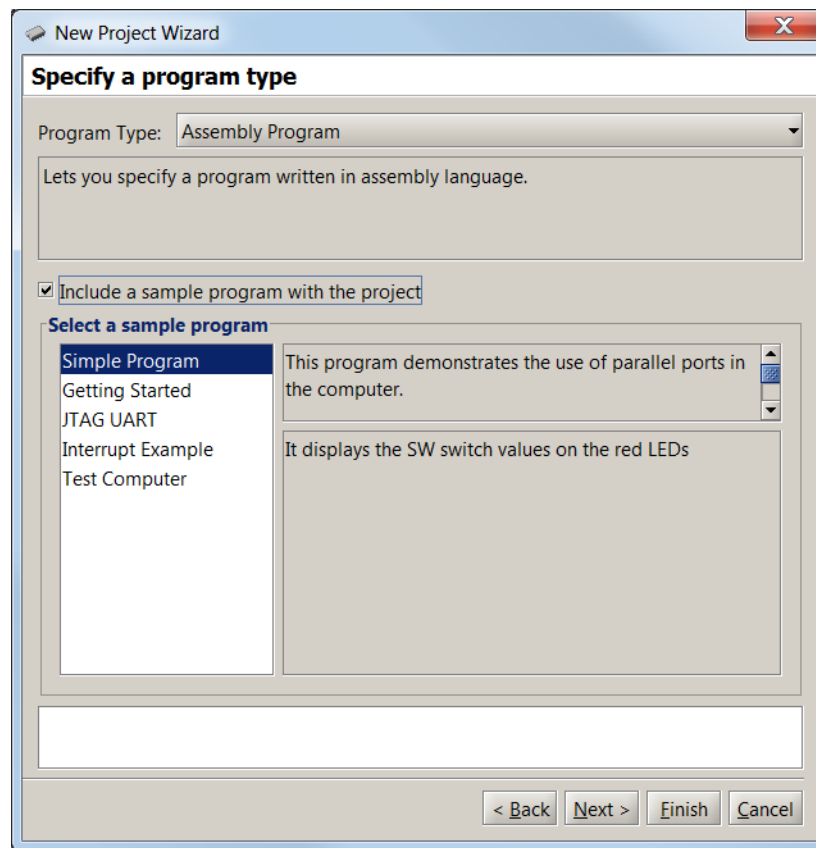 New Project Wizard
Specify a program type
Program Type: Assembly Program
Lets you specify a program written in assembly language.
Include a sample program with the project
Select a sample program
Simple Program
Getting Started
JTAG UART
Interrupt Example
Test Computer
This program demonstrates the use of parallel ports in
the computer.
It displays the SW switch values on the red LEDs
< Back Next > Finish Cancel